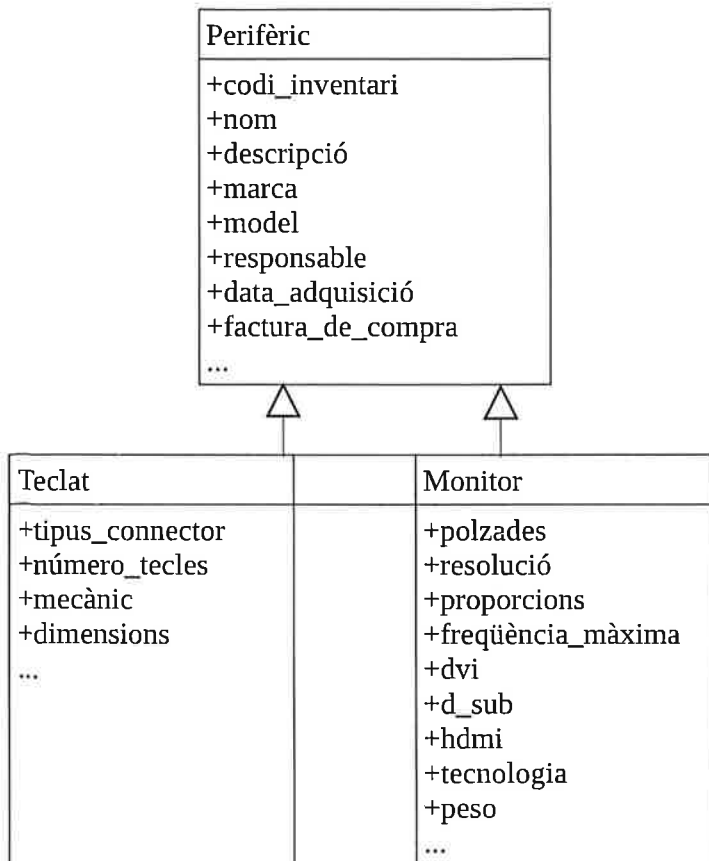 Perifèric
+codi_inventari
+nom
+descripció
+marca
+model
+responsable
+data_adquisició
+factura_de_compra
...
Teclat
+tipus_connector
+número_tecles
+mecànic
+dimensions
...
Monitor
+polzades
+resolució
+proporcions
+freqüència_màxima
+dvi
+d_sub
+hdmi
+tecnologia
+peso
...